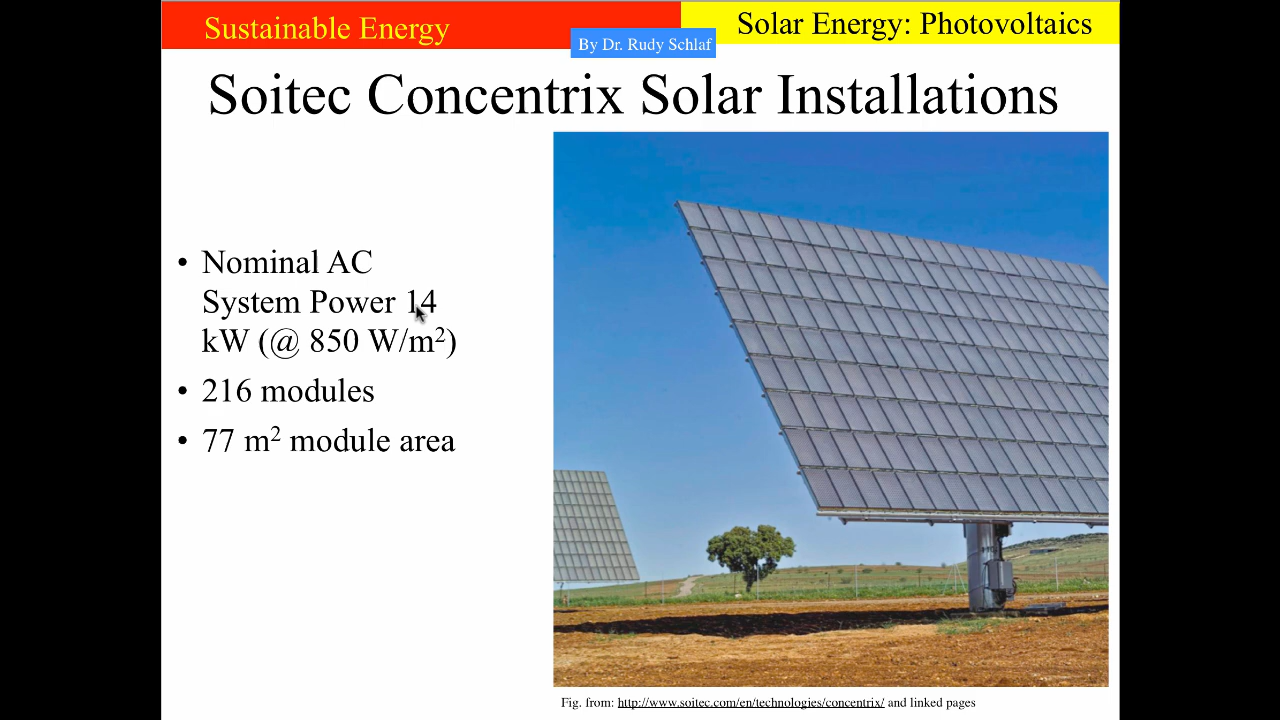 Sustainable Energy
Solar Energy: Photovoltaics
By Dr. Rudy Schlaf
Soitec Concentrix Solar Installations
• Nominal AC
System Power 14
kW (@ 850 W/m²)
• 216 modules
• 77 m² module area
Fig. from: http://www.soitec.com/en/technologies/concentrix/ and linked pages